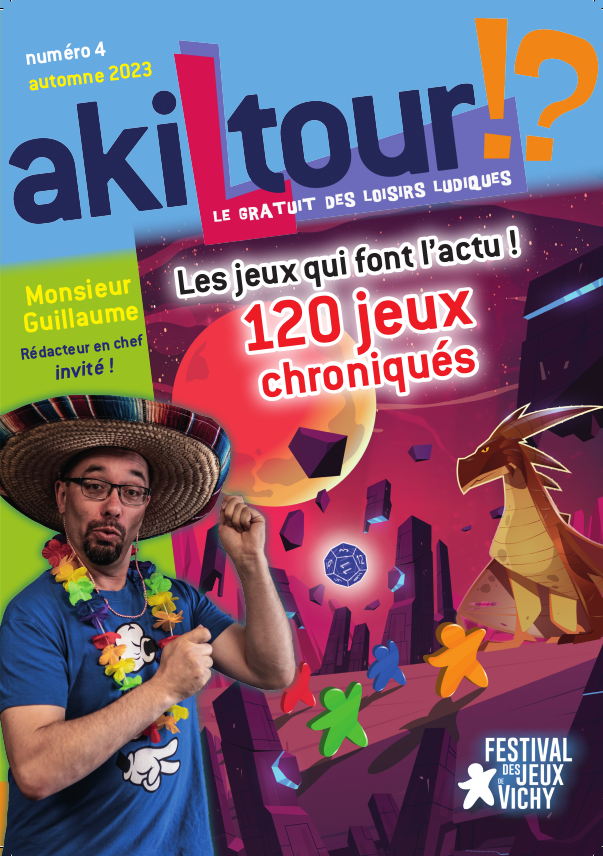 numéro 4
automne 2023
akiLtour!?
LE GRATUIT DES LOISIRS LUDIQUES
Les jeux qui font l'actu !
120 jeux
chroniqués
Monsieur
Guillaume
Rédacteur en chef
invité !
FESTIVAL
DES JEUX
DE VICHY